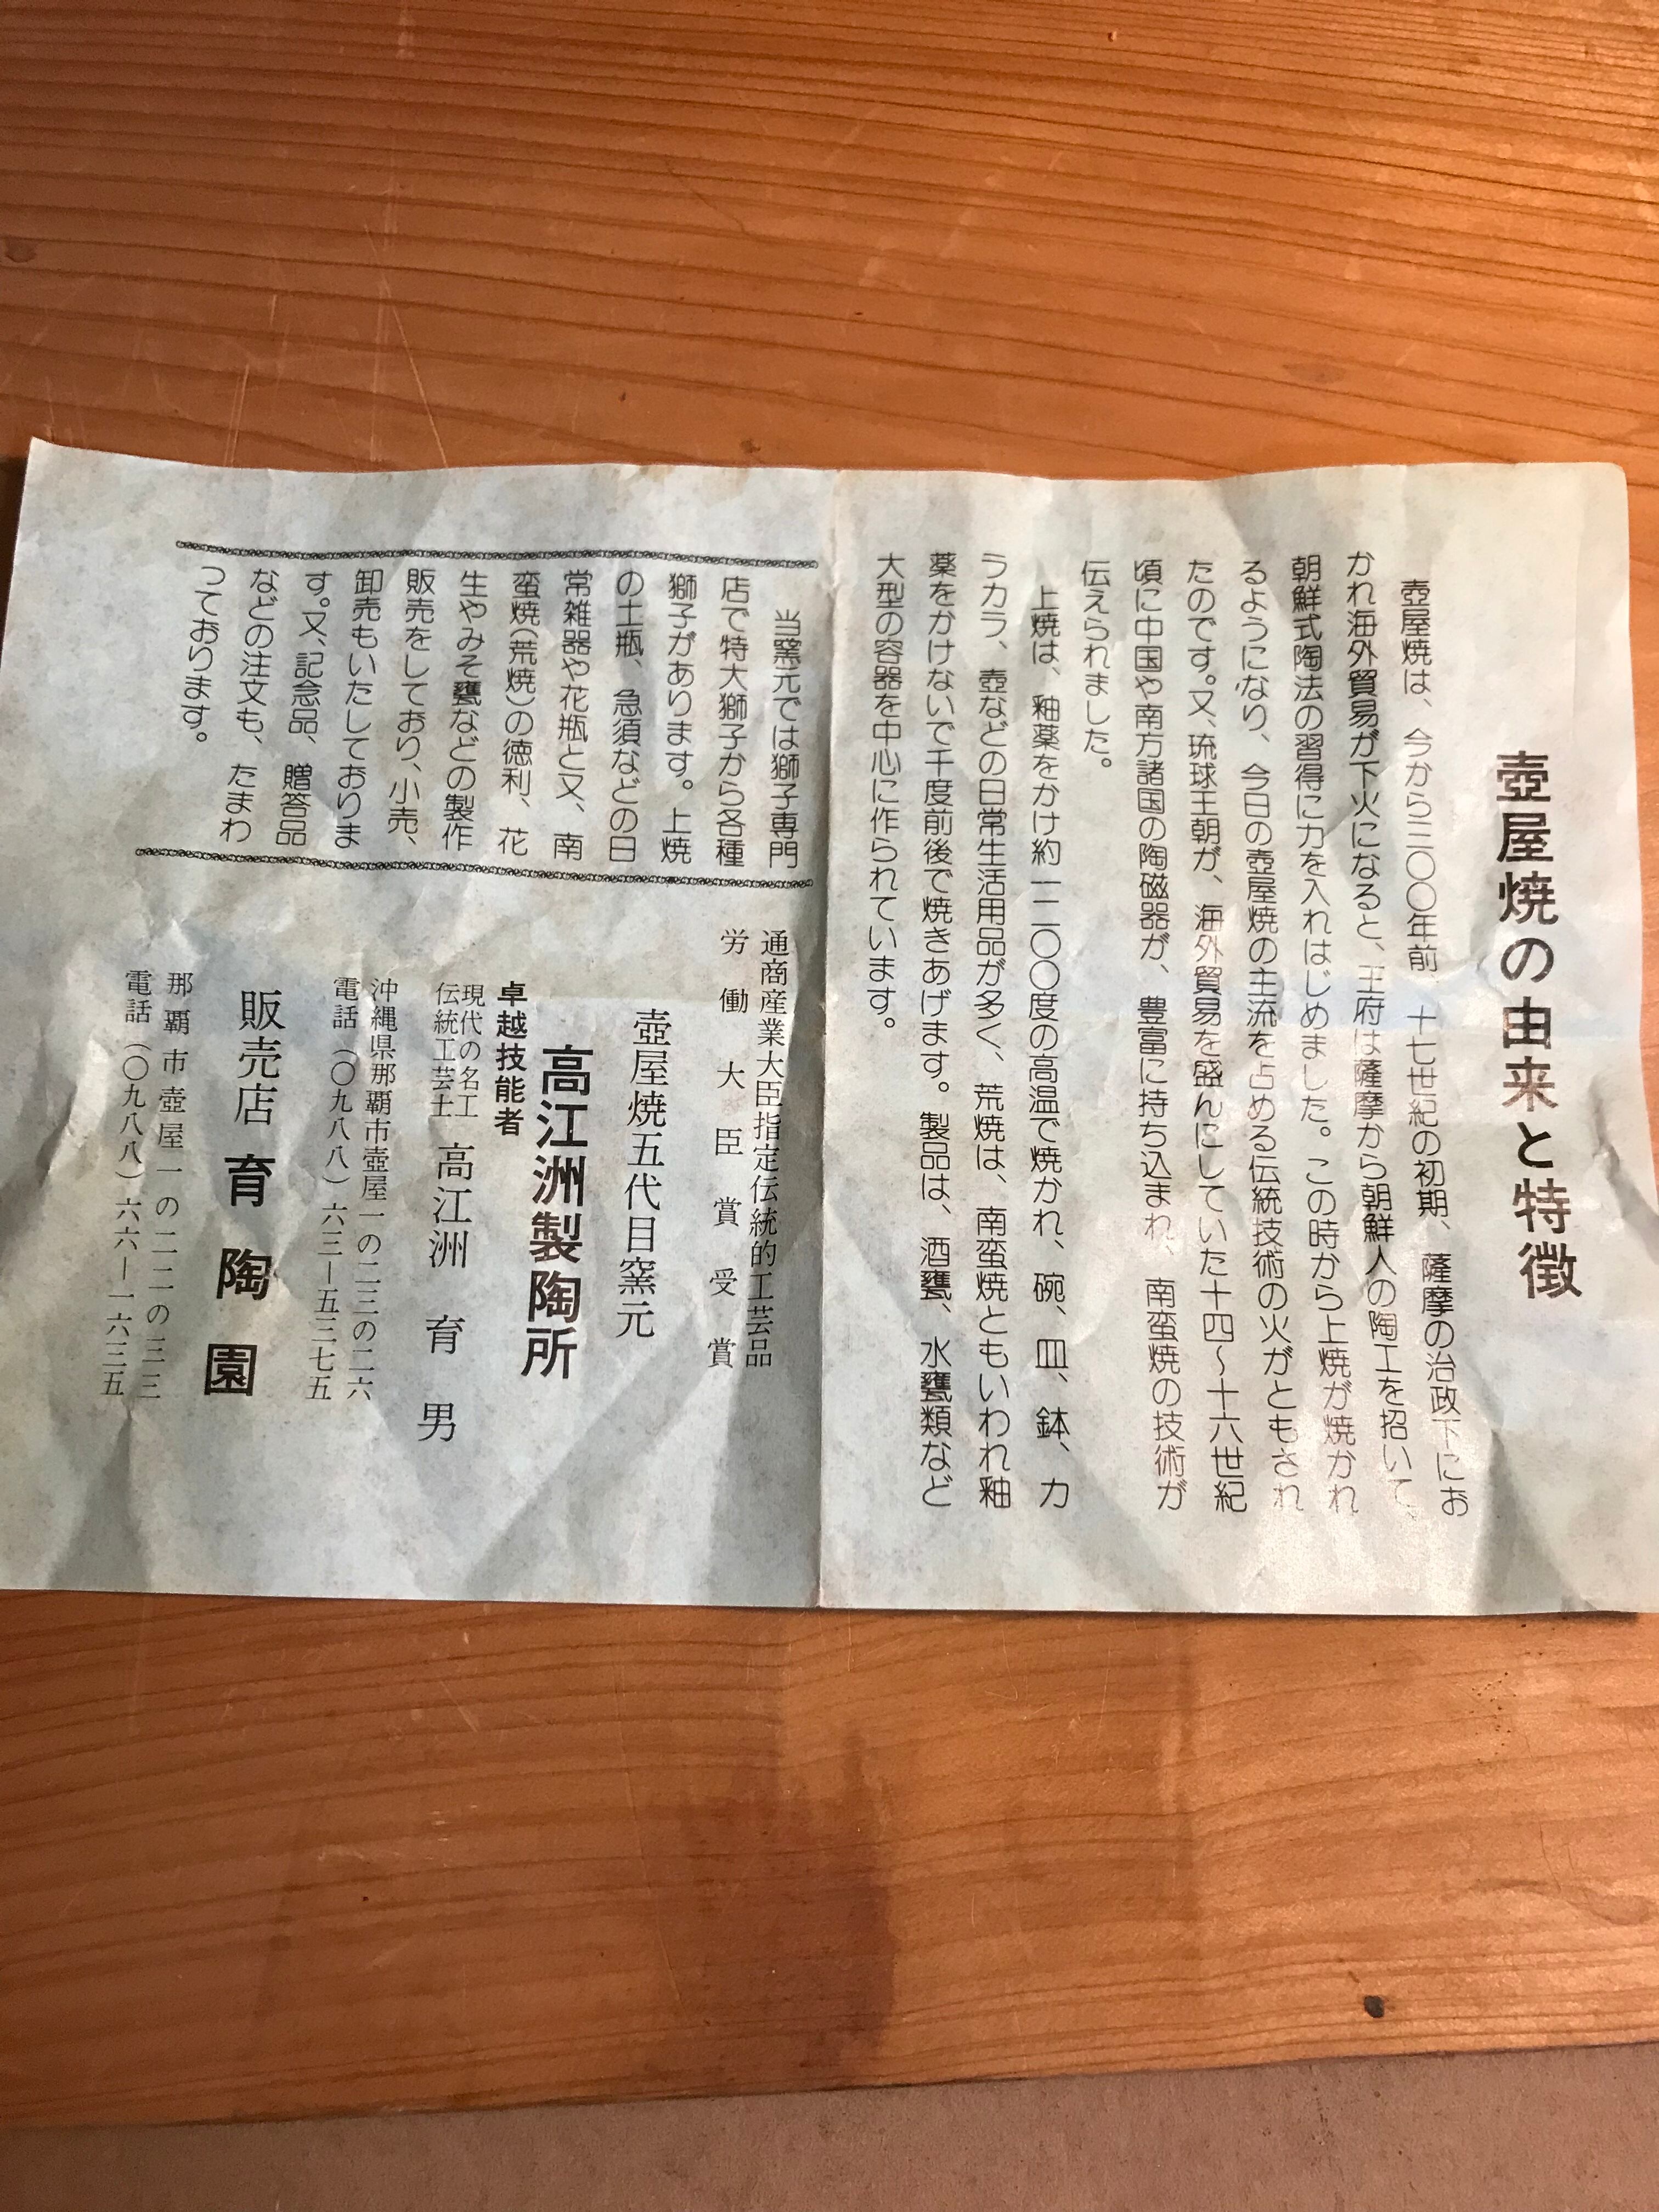 壺屋焼の由来と特徴
壺屋焼は、今から三〇〇年前 十七世紀の初期、薩摩の治政下にお
かれ海外貿易が下火になると、王府は薩摩から朝鮮人の陶工を招いて、
朝鮮式陶法の習得に力を入れはじめました。この時から上焼が焼かれ
るようになり、今日の壺屋焼の主流を占める伝統技術の火がともされ
たのです。又、琉球王朝が、海外貿易を盛んにしていた十四〜十六世紀
頃に中国や南方諸国の陶磁器が、豊富に持ち込まれ、南蛮焼の技術が
伝えられました。
上焼は、釉薬をかけ約一二〇〇度の高温で焼かれ、碗、皿、鉢、カ
ラカラ、壺などの日常生活用品が多く、荒焼は、南蛮焼ともいわれ釉
薬をかけないで千度前後で焼きあげます。製品は、酒甕、水甕類など
大型の容器を中心に作られています。
当窯元では獅子専門
店で特大獅子から各種
獅子があります。上焼
の土瓶、急須などの日
常雑器や花瓶と又、南
蛮焼(荒焼)の徳利、花
生やみそ甕などの製作
販売をしており、小売、
卸売もいたしておりま
す。又、記念品、贈答品
などの注文も、たまわ
っております。
通商産業大臣指定伝統的工芸品
労働大臣賞受賞
壺屋焼五代目窯元
高江洲製陶所
卓越技能者
現代の名工
伝統工芸士 高江洲育男
沖縄県那覇市壺屋一の二三の二六
電話(〇九八八)六三ー五三七五
販売店 育陶園
那覇市壺屋一の二二の三三
電話(〇九八八)六六ー一六三五